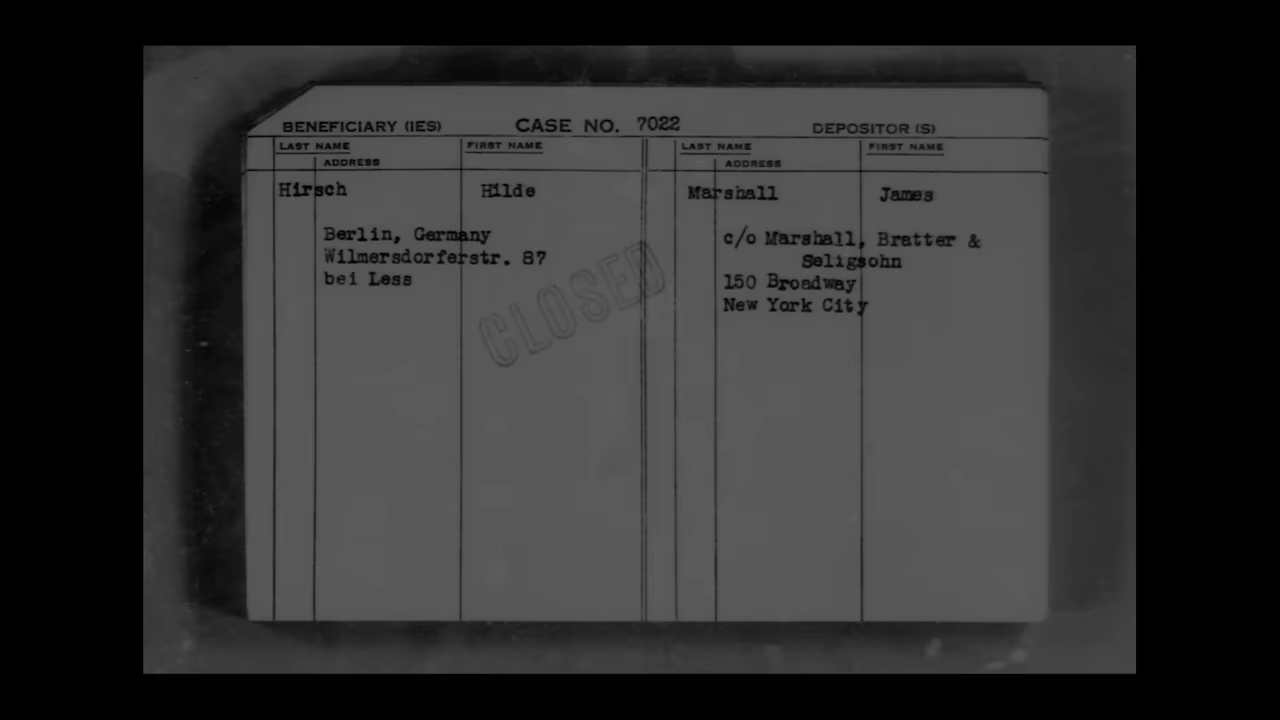 BENEFICIARY (IES) CASE NO. 7022 DEPOSITOR (S)
LAST NAME FIRST NAME LAST NAME FIRST NAME
ADDRESS ADDRESS
Hirsch Hilde Marshall James
Berlin, Germany
Wilmersdorferstr. 87
bei Less
c/o Marshall, Bratter &
Seligsohn
150 Broadway
New York City
CLOSED